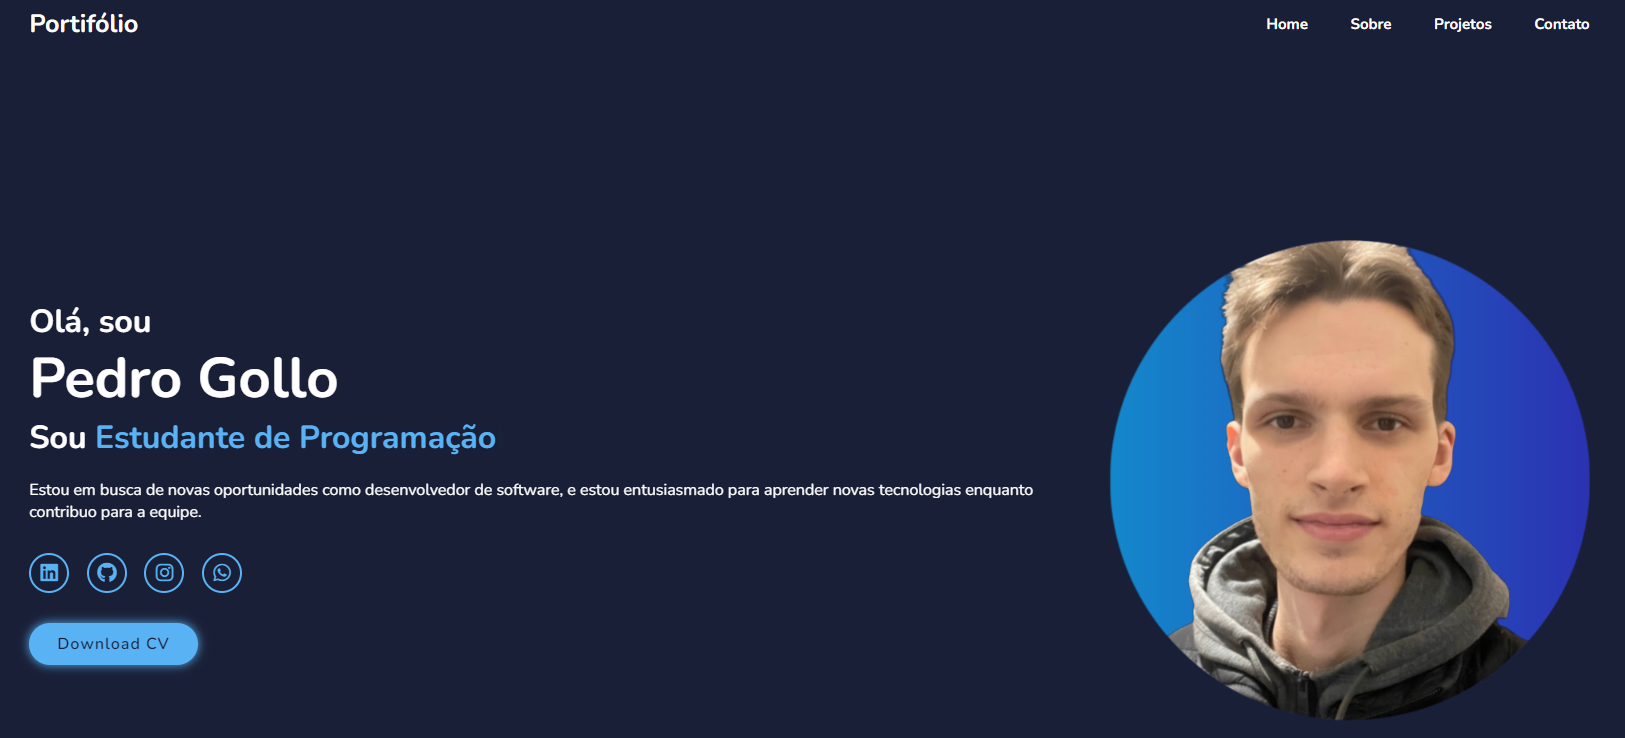 Portifólio
Home Sobre Projetos Contato
Olá, sou
Pedro Gollo
Sou Estudante de Programação
Estou em busca de novas oportunidades como desenvolvedor de software, e estou entusiasmado para aprender novas tecnologias enquanto
contribuo para a equipe.
Download CV